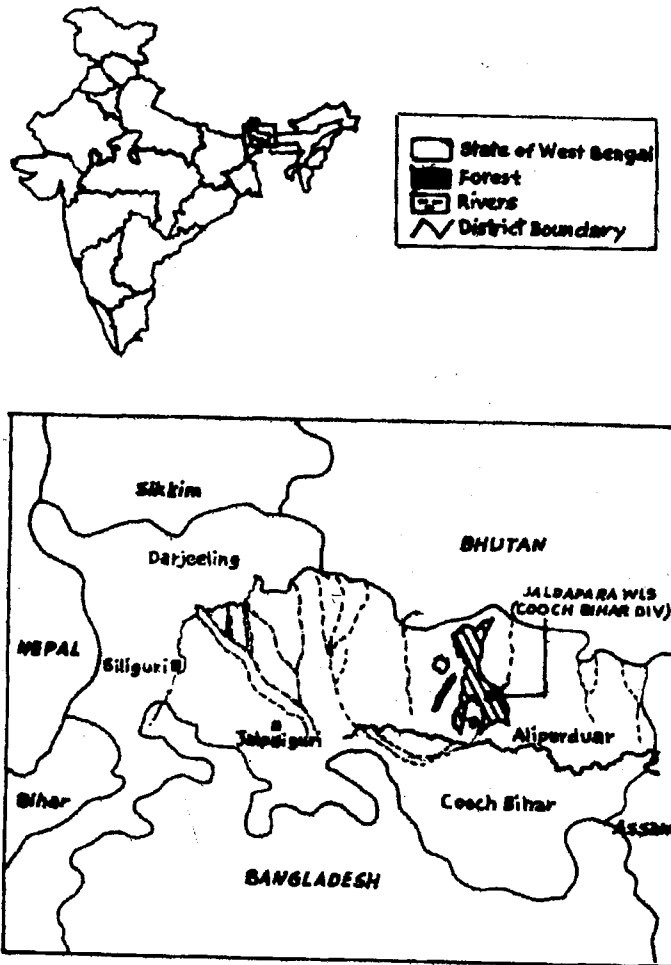 State of West Bengal
Forest
Rivers
District Boundary
Sikkim
Darjeeling
BHUTAN
JALDAPARA WLS
(COOCH BIHAR DIV)
NEPAL
Siliguri
Jalpaiguri
Alipurduar
Bihar
Cooch Bihar
Assam
BANGLADESH